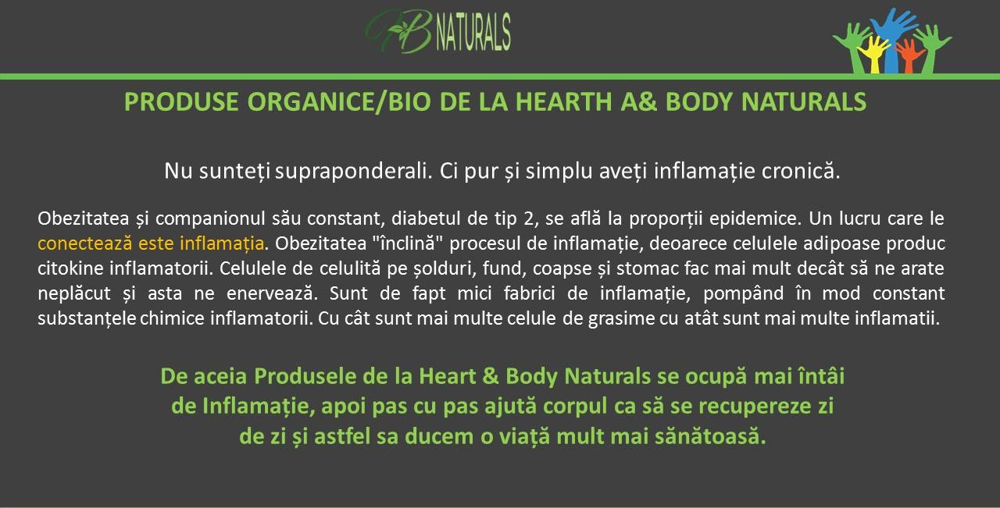 HB NATURALS
PRODUSE ORGANICE/BIO DE LA HEARTH A& BODY NATURALS
Nu sunteți supraponderali. Ci pur și simplu aveți inflamație cronică.
Obezitatea și companionul său constant, diabetul de tip 2, se află la proporții epidemice. Un lucru care le
conectează este inflamația. Obezitatea "înclină" procesul de inflamație, deoarece celulele adipoase produc
citokine inflamatorii. Celulele de celulită pe șolduri, fund, coapse și stomac fac mai mult decât să ne arate
neplăcut și asta ne enervează. Sunt de fapt mici fabrici de inflamație, pompând în mod constant
substanțele chimice inflamatorii. Cu cât sunt mai multe celule de grasime cu atât sunt mai multe inflamatii.
De aceia Produsele de la Heart & Body Naturals se ocupă mai întâi
de Inflamație, apoi pas cu pas ajută corpul ca să se recupereze zi
de zi și astfel sa ducem o viață mult mai sănătoasă.